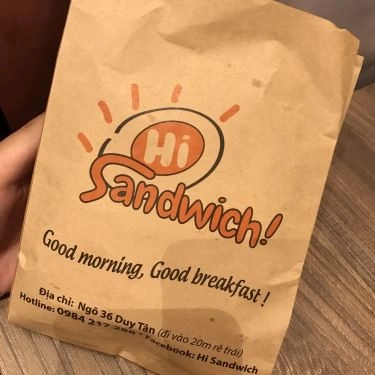 Hi
Sandwich!
Good morning, Good breakfast !
Địa chỉ: Ngõ 36 Duy Tân (đi vào 20m rẽ trái)
Hotline: 0984 217 * Facebook: Hi Sandwich